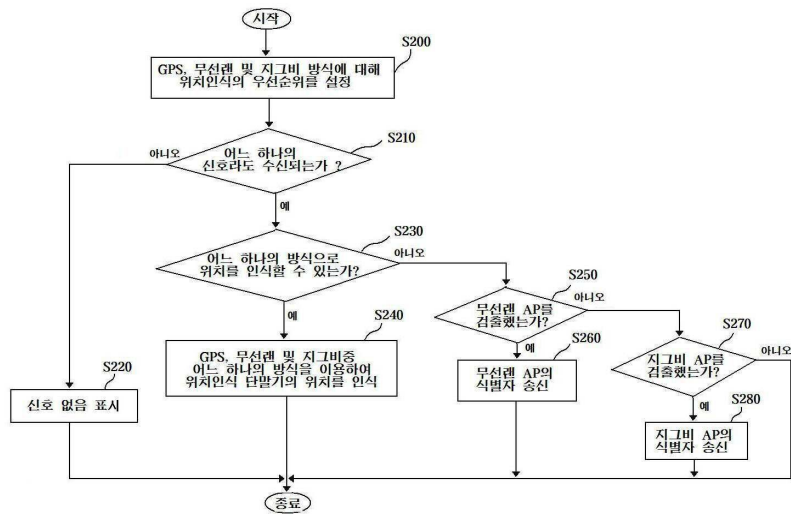 시작
S200
GPS, 무선랜 및 지그비 방식에 대해
위치인식의 우선순위를 설정
S210
어느 하나의
신호라도 수신되는가 ?
아니오
예
S230
어느 하나의 방식으로
위치를 인식할 수 있는가?
아니오
예
S250
무선랜 AP를
검출했는가?
아니오
예
S240
GPS, 무선랜 및 지그비중
어느 하나의 방식을 이용하여
위치인식 단말기의 위치를 인식
S260
무선랜 AP의
식별자 송신
S270
지그비 AP를
검출했는가?
아니오
예
S220
신호 없음 표시
S280
지그비 AP의
식별자 송신
종료